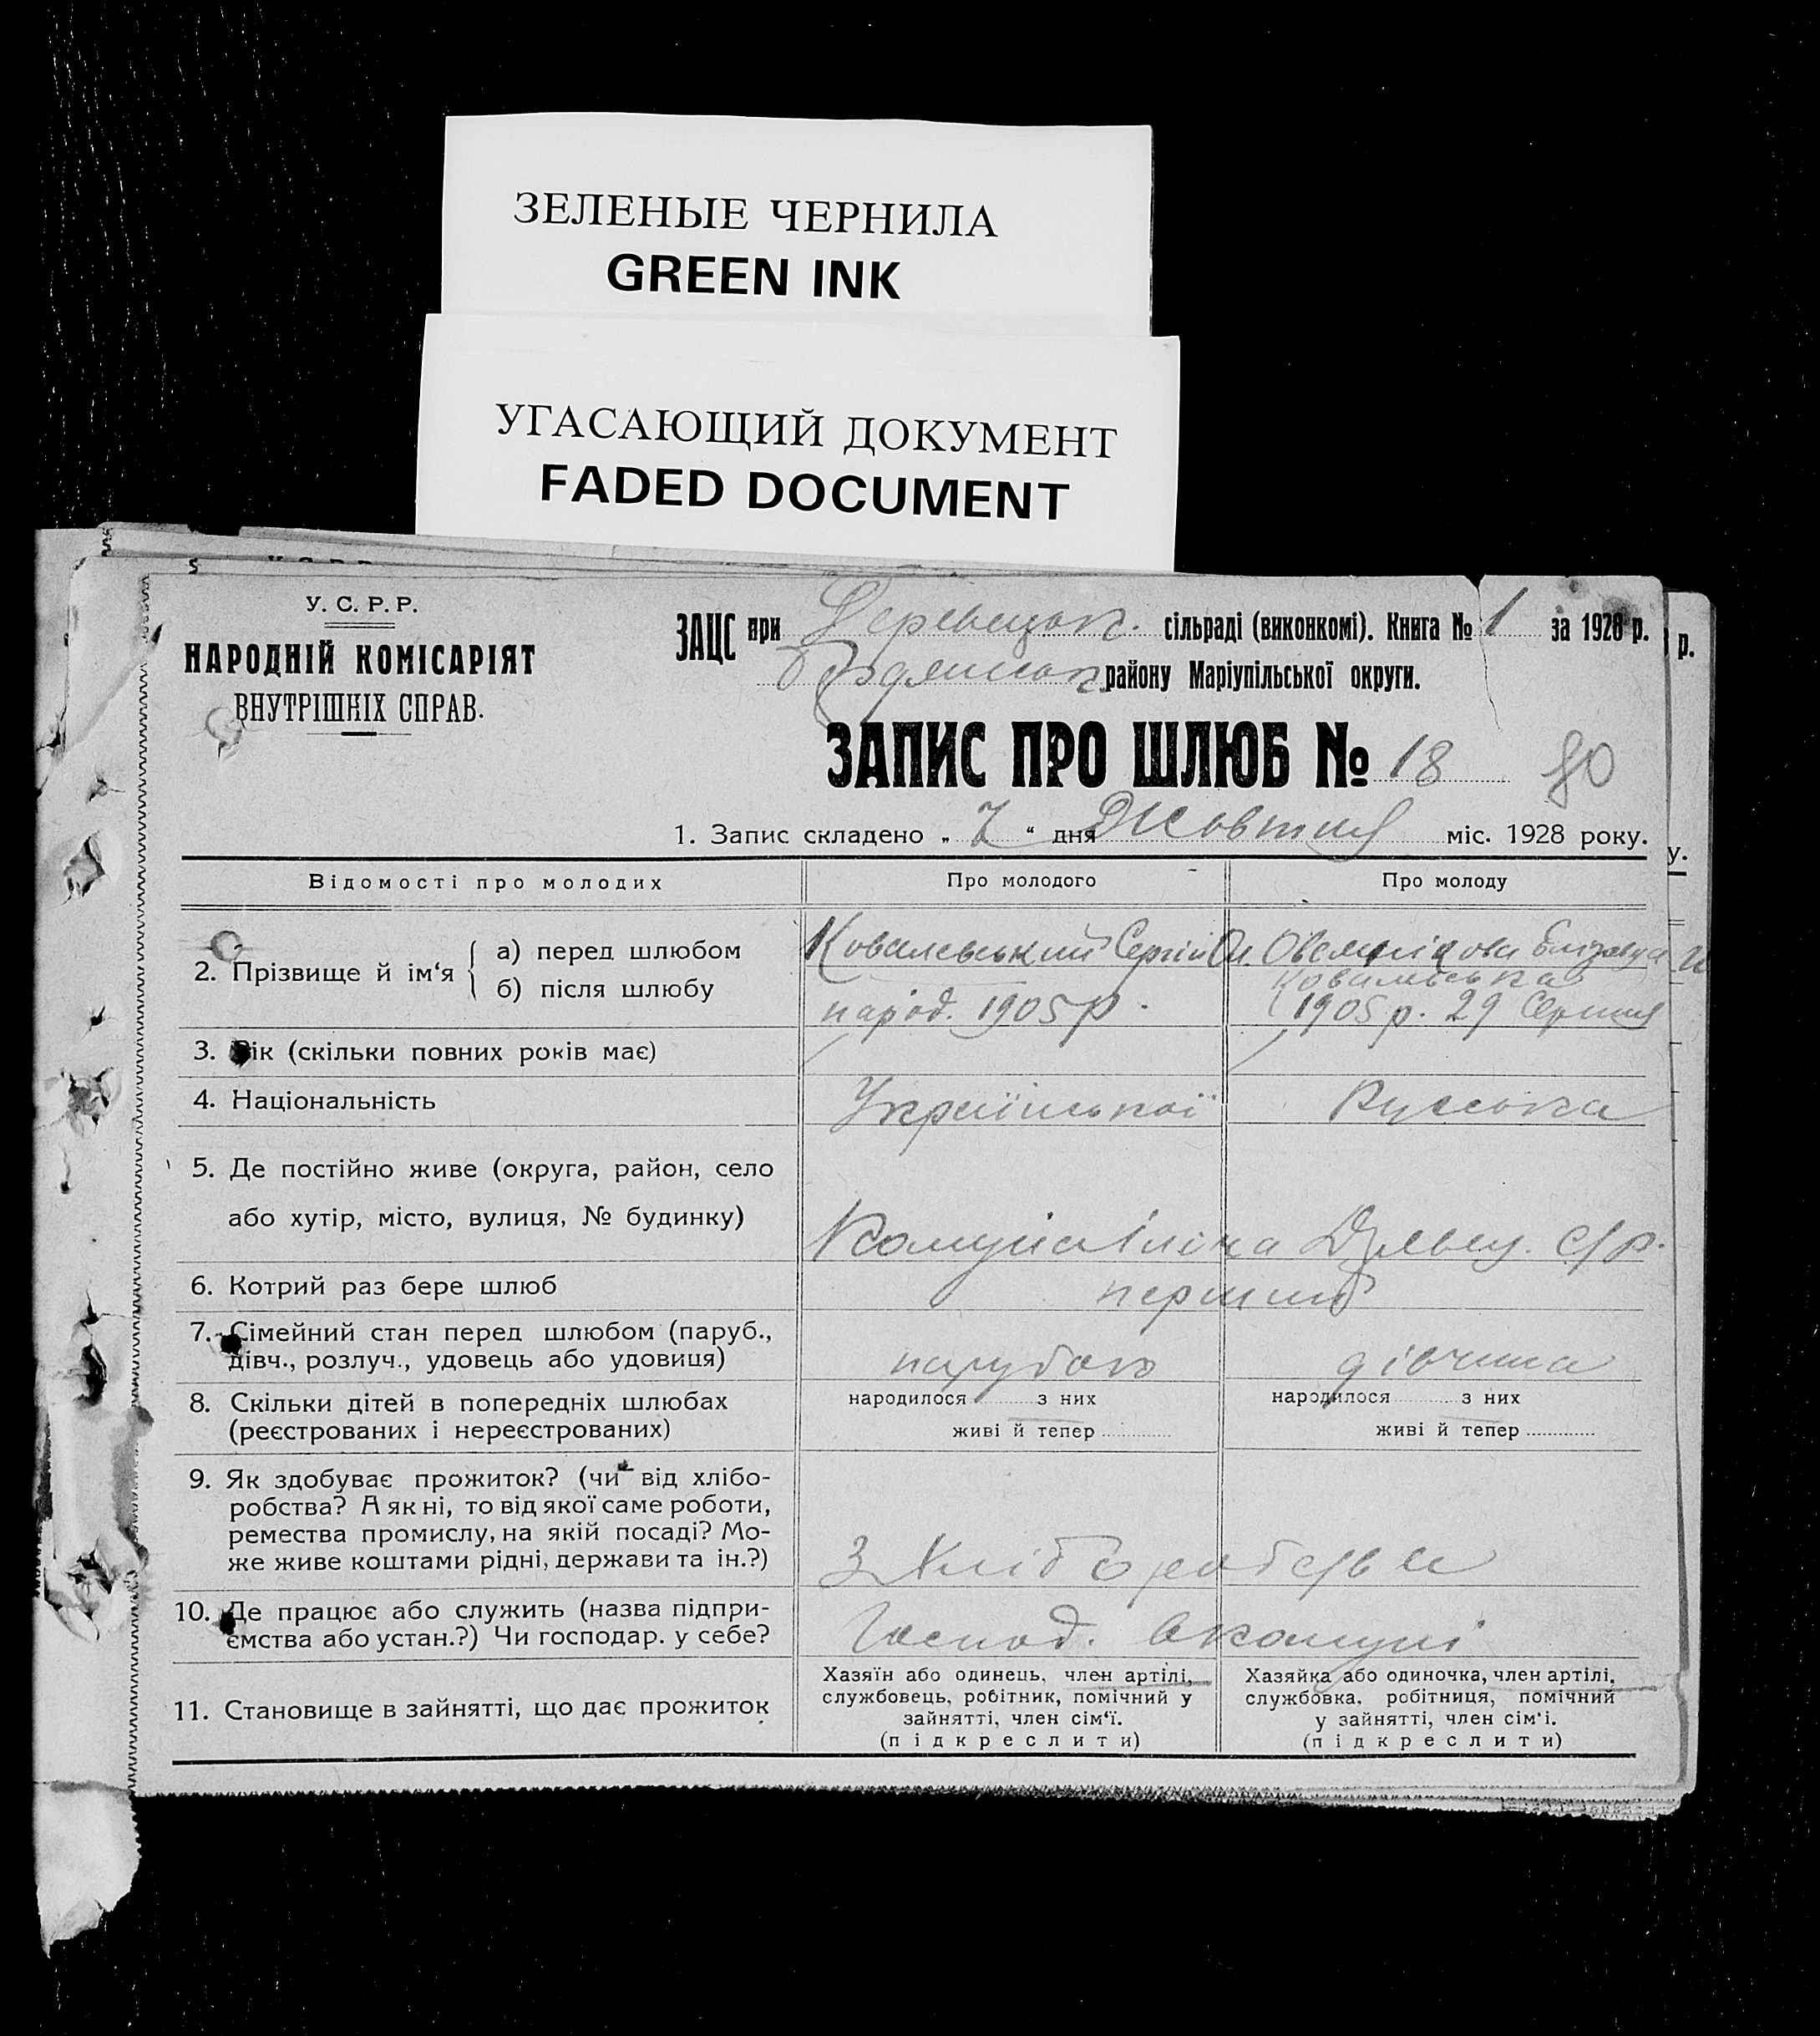 ЗЕЛЕНЫЕ ЧЕРНИЛА
GREEN INK
УГАСАЮЩИЙ ДОКУМЕНТ
FADED DOCUMENT
У. С. Р. Р.
НАРОДНІЙ КОМІСАРІЯТ
ВНУТРІШНІХ СПРАВ.
ЗАЦС при сільраді (виконкомі). Книга № 1 за 1928 р.
району Маріупільської округи.
ЗАПИС ПРО ШЛЮБ № 18 80
1. Запис складено „ 7 “ дня Жовтня міс. 1928 року.
Відомості про молодих Про молодого Про молоду
2. Прізвище й ім‘я
а) перед шлюбом Ковалевський Сергій Ол. Овсянікова Єлізавета И
б) після шлюбу Ковалевська
народ. 1905 р. 1905 р. 29 Серпня
3. Вік (скільки повних років має)
4. Національність Української Руська
5. Де постійно живе (округа, район, село
або хутір, місто, вулиця, № будинку) с/р.
6. Котрий раз бере шлюб перший
7. Сімейний стан перед шлюбом (паруб.,
дівч., розлуч., удовець або удовиця) парубок дівчина
8. Скільки дітей в попередніх шлюбах народилося з них народилося з них
(реєстрованих і нереєстрованих) живі й тепер живі й тепер
9. Як здобуває прожиток? (чи від хлібо-
робства? А як ні, то від якої саме роботи,
ремества промислу, на якій посаді? Мо-
же живе коштами рідні, держави та ін.?) З Хліборобства
10. Де працює або служить (назва підпри-
ємства або устан.?) Чи господар. у себе? Господ. в комуні
11. Становище в зайнятті, що дає прожиток
Хазяїн або одинець, член артілі,
службовець, робітник, помічний у
зайнятті, член сім‘ї.
(підкреслити)
Хазяйка або одиночка, член артілі,
службовка, робітниця, помічний
у зайнятті, член сім‘і.
(підкреслити)